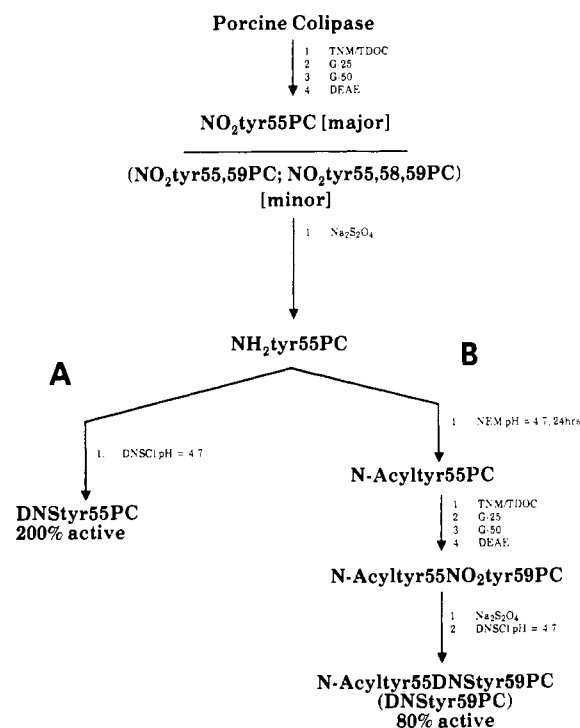 Porcine Colipase
1 TNM/TDOC
2 G-25
3 G-50
4 DEAE
NO₂tyr55PC [major]
(NO₂tyr55,59PC; NO₂tyr55,58,59PC)
[minor]
1 Na₂S₂O₄
NH₂tyr55PC
A
B
1. DNSCl pH = 4.7
DNStyr55PC
200% active
1 NEM pH = 4.7, 24hrs
N-Acyltyr55PC
1 TNM/TDOC
2 G-25
3 G-50
4 DEAE
N-Acyltyr55NO₂tyr59PC
1 Na₂S₂O₄
2 DNSCl pH = 4.7
N-Acyltyr55DNStyr59PC
(DNStyr59PC)
80% active